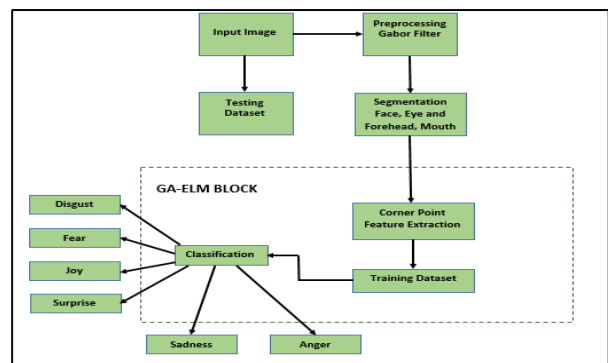 Input Image
Preprocessing
Gabor Filter
Testing
Dataset
Segmentation
Face, Eye and
Forehead, Mouth
GA-ELM BLOCK
Disgust
Fear
Joy
Surprise
Classification
Corner Point
Feature Extraction
Training Dataset
Sadness
Anger